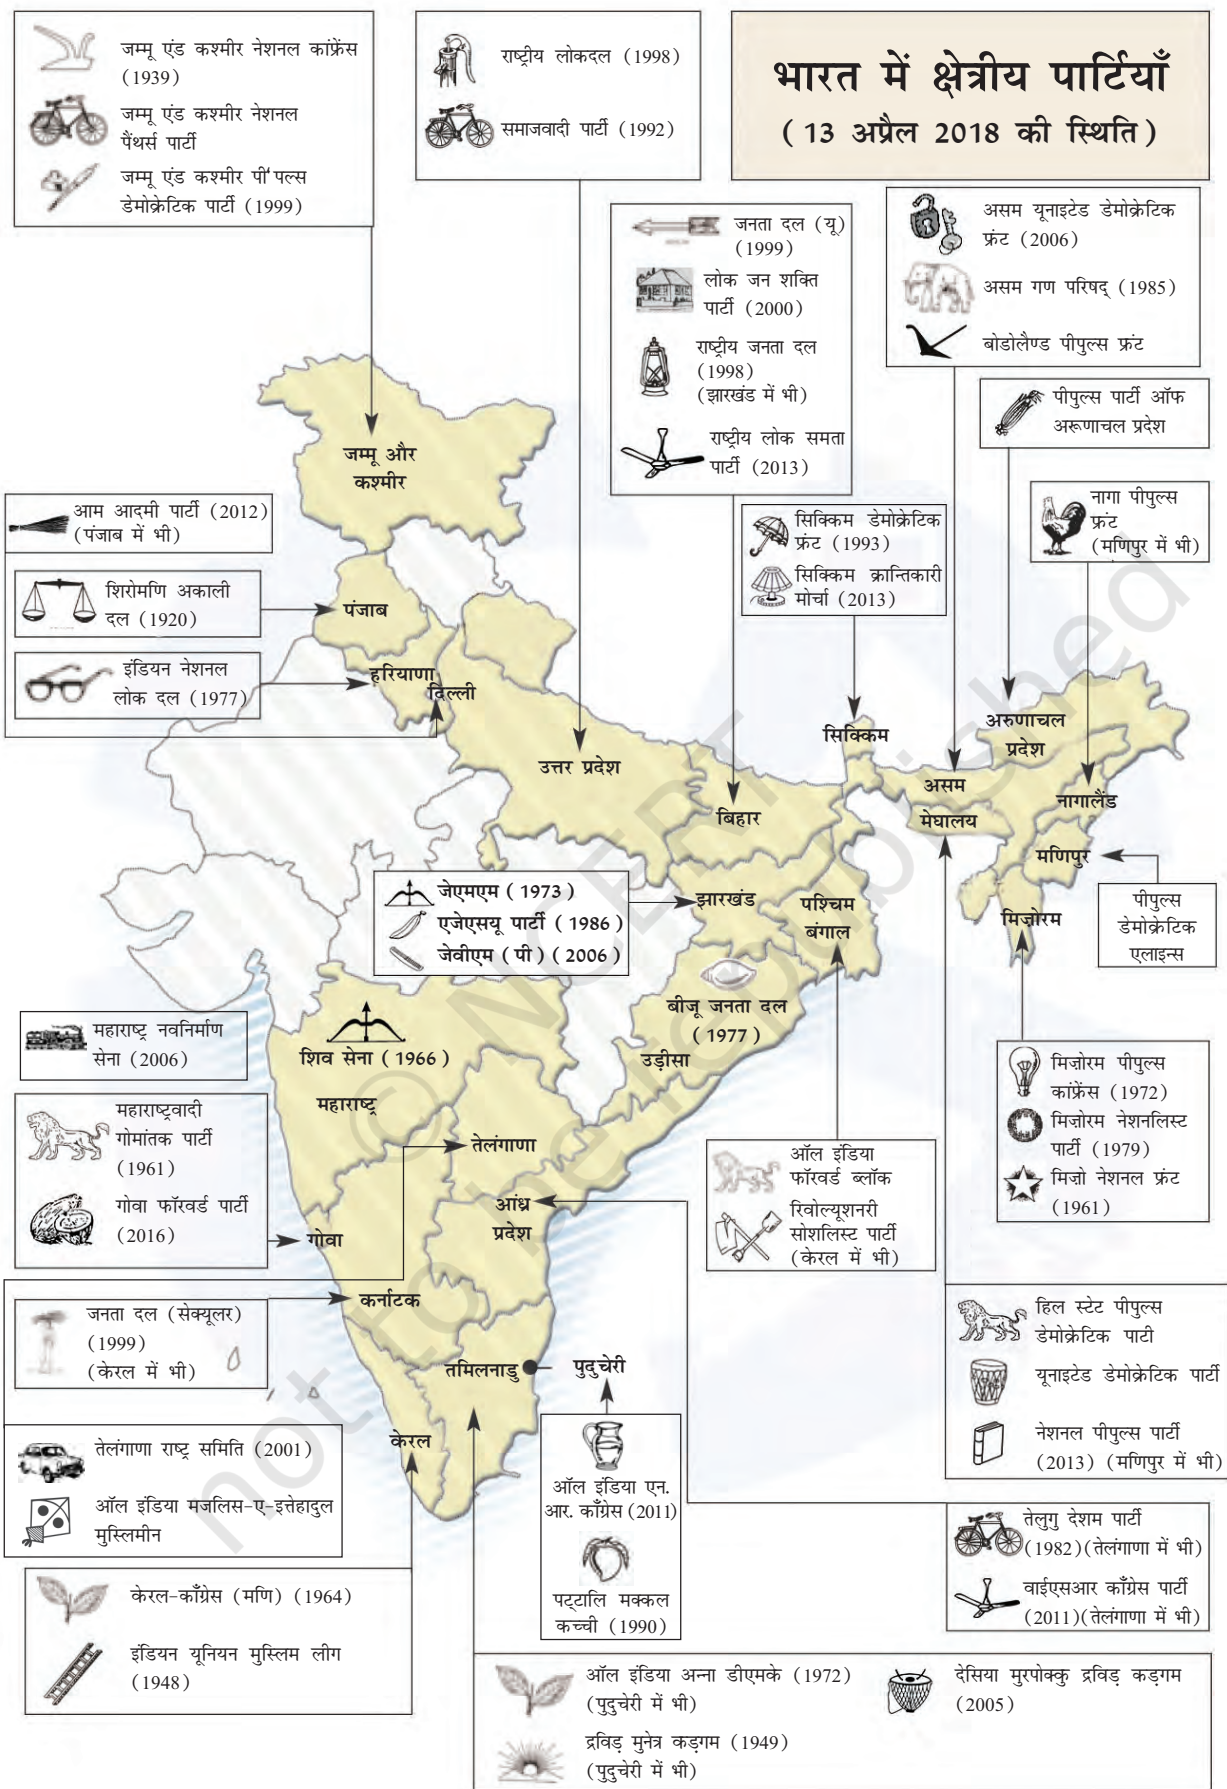 भारत में क्षेत्रीय पार्टियाँ
(13 अप्रैल 2018 की स्थिति)
जम्मू एंड कश्मीर नेशनल कांफ्रेंस
(1939)
जम्मू एंड कश्मीर नेशनल
पैंथर्स पार्टी
जम्मू एंड कश्मीर पीपल्स
डेमोक्रेटिक पार्टी (1999)
राष्ट्रीय लोकदल (1998)
समाजवादी पार्टी (1992)
जनता दल (यू)
(1999)
लोक जन शक्ति
पार्टी (2000)
राष्ट्रीय जनता दल
(1998)
(झारखंड में भी)
राष्ट्रीय लोक समता
पार्टी (2013)
असम यूनाइटेड डेमोक्रेटिक
फ्रंट (2006)
असम गण परिषद् (1985)
बोडोलैण्ड पीपुल्स फ्रंट
पीपुल्स पार्टी ऑफ
अरूणाचल प्रदेश
नागा पीपुल्स
फ्रंट
(मणिपुर में भी)
सिक्किम डेमोक्रेटिक
फ्रंट (1993)
सिक्किम क्रान्तिकारी
मोर्चा (2013)
आम आदमी पार्टी (2012)
(पंजाब में भी)
शिरोमणि अकाली
दल (1920)
इंडियन नेशनल
लोक दल (1977)
जम्मू और
कश्मीर
पंजाब
हरियाणा
दिल्ली
उत्तर प्रदेश
सिक्किम
अरुणाचल
प्रदेश
असम
मेघालय
नागालैंड
मणिपुर
मिज़ोरम
बिहार
झारखंड
पश्चिम
बंगाल
जेएमएम (1973)
एजेएसयू पार्टी (1986)
जेवीएम (पी) (2006)
पीपुल्स
डेमोक्रेटिक
एलाइन्स
बीजू जनता दल
(1977)
उड़ीसा
शिव सेना (1966)
महाराष्ट्र
महाराष्ट्र नवनिर्माण
सेना (2006)
महाराष्ट्रवादी
गोमांतक पार्टी
(1961)
गोवा फॉरवर्ड पार्टी
(2016)
तेलंगाणा
आंध्र
प्रदेश
गोवा
कर्नाटक
तमिलनाडु
पुदुचेरी
केरल
मिज़ोरम पीपुल्स
कांफ्रेंस (1972)
मिज़ोरम नेशनलिस्ट
पार्टी (1979)
मिज़ो नेशनल फ्रंट
(1961)
ऑल इंडिया
फॉरवर्ड ब्लॉक
रिवोल्यूशनरी
सोशलिस्ट पार्टी
(केरल में भी)
जनता दल (सेक्यूलर)
(1999)
(केरल में भी)
हिल स्टेट पीपुल्स
डेमोक्रेटिक पाटी
यूनाइटेड डेमोक्रेटिक पार्टी
नेशनल पीपुल्स पार्टी
(2013) (मणिपुर में भी)
तेलंगाणा राष्ट्र समिति (2001)
ऑल इंडिया मजलिस-ए-इत्तेहादुल
मुस्लिमीन
ऑल इंडिया एन.
आर. काँग्रेस (2011)
पट्टालि मक्कल
कच्ची (1990)
तेलुगु देशम पार्टी
(1982)(तेलंगाणा में भी)
वाईएसआर काँग्रेस पार्टी
(2011)(तेलंगाणा में भी)
केरल-काँग्रेस (मणि) (1964)
इंडियन यूनियन मुस्लिम लीग
(1948)
ऑल इंडिया अन्ना डीएमके (1972)
(पुदुचेरी में भी)
द्रविड़ मुनेत्र कड़गम (1949)
(पुदुचेरी में भी)
देसिया मुरपोक्कु द्रविड़ कड़गम
(2005)
© NCERT
not to be republished